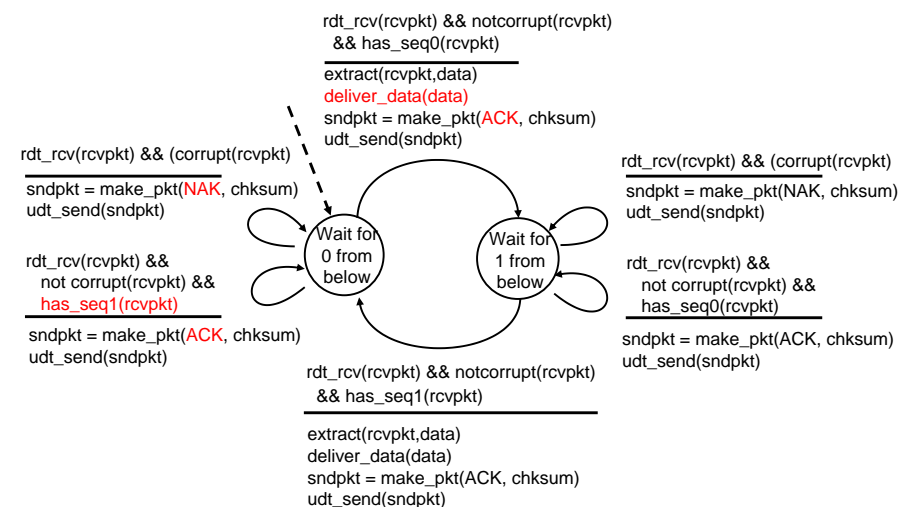 rdt_rcv(rcvpkt) && notcorrupt(rcvpkt)
&& has_seq0(rcvpkt)
extract(rcvpkt,data)
deliver_data(data)
sndpkt = make_pkt(ACK, chksum)
udt_send(sndpkt)
rdt_rcv(rcvpkt) && (corrupt(rcvpkt)
sndpkt = make_pkt(NAK, chksum)
udt_send(sndpkt)
rdt_rcv(rcvpkt) &&
not corrupt(rcvpkt) &&
has_seq1(rcvpkt)
sndpkt = make_pkt(ACK, chksum)
udt_send(sndpkt)
Wait for
0 from
below
Wait for
1 from
below
rdt_rcv(rcvpkt) && (corrupt(rcvpkt)
sndpkt = make_pkt(NAK, chksum)
udt_send(sndpkt)
rdt_rcv(rcvpkt) &&
not corrupt(rcvpkt) &&
has_seq0(rcvpkt)
sndpkt = make_pkt(ACK, chksum)
udt_send(sndpkt)
rdt_rcv(rcvpkt) && notcorrupt(rcvpkt)
&& has_seq1(rcvpkt)
extract(rcvpkt,data)
deliver_data(data)
sndpkt = make_pkt(ACK, chksum)
udt_send(sndpkt)